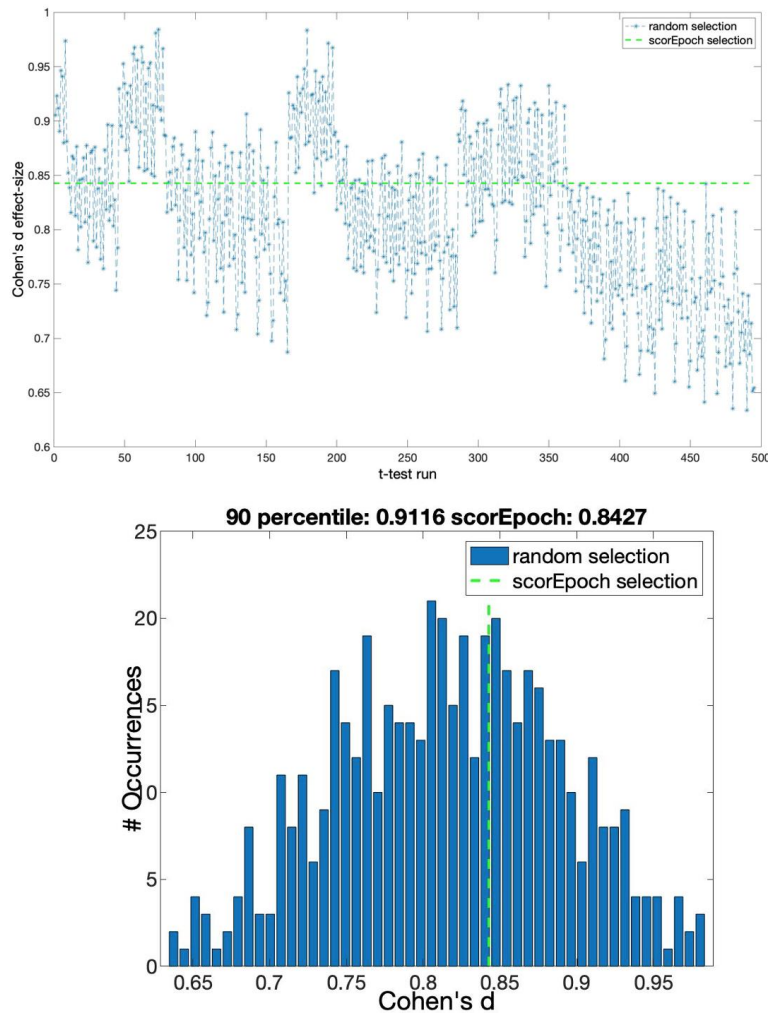 1
0.95
0.9
0.85
0.8
0.75
0.7
0.65
0.6
Cohen's d effect-size
random selection
scorEpoch selection
0 50 100 150 200 250 300 350 400 450 500
t-test run
90 percentile: 0.9116 scorEpoch: 0.8427
25
20
5
0
5
0
# Occurrences
random selection
scorEpoch selection
0.65 0.7 0.75 0.8 0.85 0.9 0.95
Cohen's d